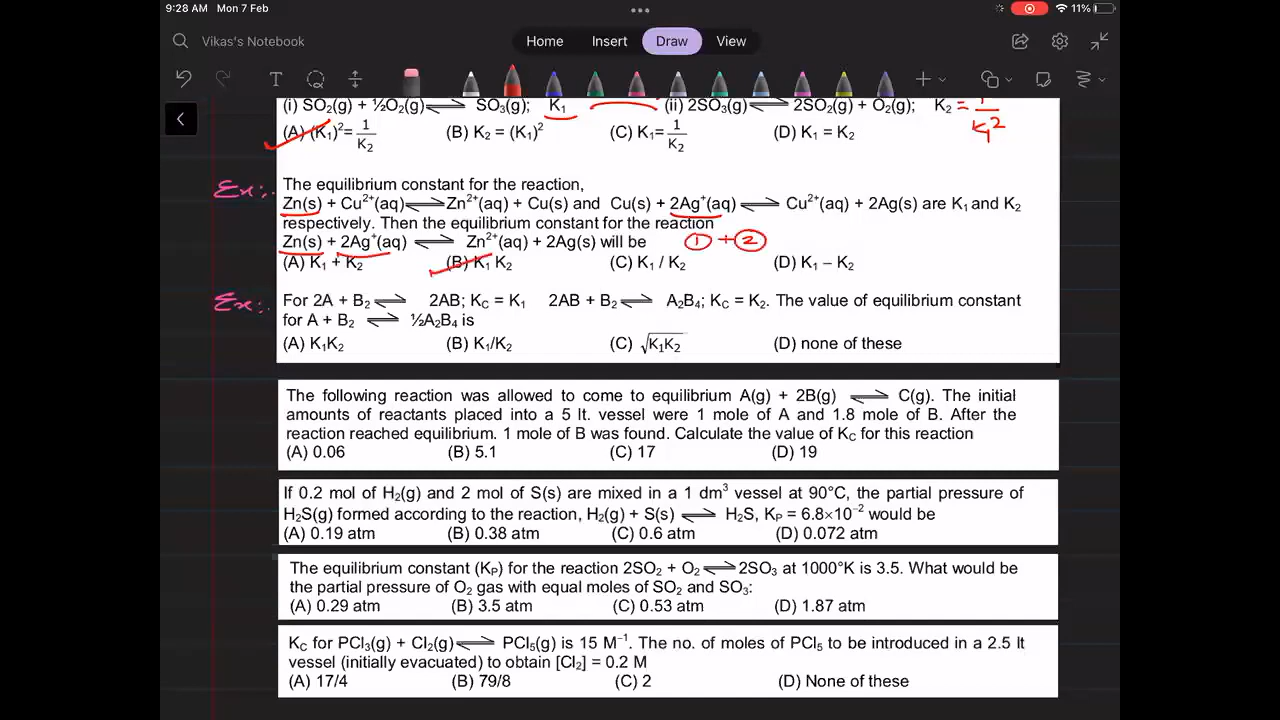 9:28 AM Mon 7 Feb
11%
Vikas's Notebook
Home Insert Draw View
(i) SO₂(g) + ½O₂(g) ⇌ SO₃(g); K₁ (ii) 2SO₃(g) ⇌ 2SO₂(g) + O₂(g); K₂ = 1/K₁²
(A) (K₁)² = 1/K₂ (B) K₂ = (K₁)² (C) K₁ = 1/K₂ (D) K₁ = K₂
Ex:. The equilibrium constant for the reaction,
Zn(s) + Cu²⁺(aq) ⇌ Zn²⁺(aq) + Cu(s) and Cu(s) + 2Ag⁺(aq) ⇌ Cu²⁺(aq) + 2Ag(s) are K₁ and K₂
respectively. Then the equilibrium constant for the reaction
Zn(s) + 2Ag⁺(aq) ⇌ Zn²⁺(aq) + 2Ag(s) will be ① + ②
(A) K₁ + K₂ (B) K₁ K₂ (C) K₁ / K₂ (D) K₁ – K₂
Ex:. For 2A + B₂ ⇌ 2AB; K_C = K₁ 2AB + B₂ ⇌ A₂B₄; K_C = K₂. The value of equilibrium constant
for A + B₂ ⇌ ½A₂B₄ is
(A) K₁K₂ (B) K₁/K₂ (C) √K₁K₂ (D) none of these
The following reaction was allowed to come to equilibrium A(g) + 2B(g) ⇌ C(g). The initial
amounts of reactants placed into a 5 lt. vessel were 1 mole of A and 1.8 mole of B. After the
reaction reached equilibrium. 1 mole of B was found. Calculate the value of K_C for this reaction
(A) 0.06 (B) 5.1 (C) 17 (D) 19
If 0.2 mol of H₂(g) and 2 mol of S(s) are mixed in a 1 dm³ vessel at 90°C, the partial pressure of
H₂S(g) formed according to the reaction, H₂(g) + S(s) ⇌ H₂S, K_P = 6.8×10⁻² would be
(A) 0.19 atm (B) 0.38 atm (C) 0.6 atm (D) 0.072 atm
The equilibrium constant (K_P) for the reaction 2SO₂ + O₂ ⇌ 2SO₃ at 1000°K is 3.5. What would be
the partial pressure of O₂ gas with equal moles of SO₂ and SO₃:
(A) 0.29 atm (B) 3.5 atm (C) 0.53 atm (D) 1.87 atm
K_C for PCl₃(g) + Cl₂(g) ⇌ PCl₅(g) is 15 M⁻¹. The no. of moles of PCl₅ to be introduced in a 2.5 lt
vessel (initially evacuated) to obtain [Cl₂] = 0.2 M
(A) 17/4 (B) 79/8 (C) 2 (D) None of these